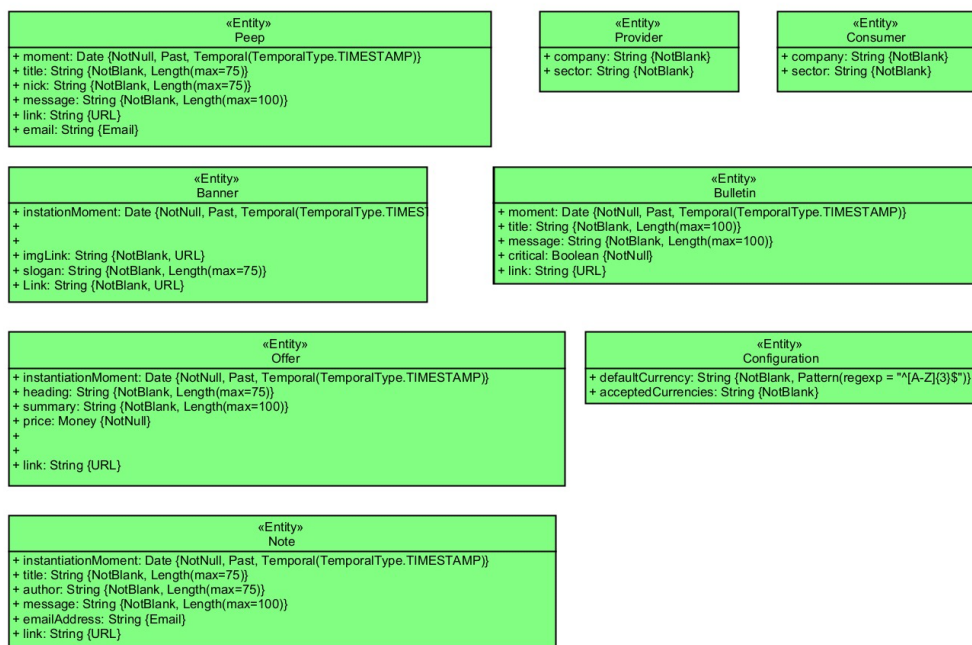 «Entity»
Peep
+ moment: Date {NotNull, Past, Temporal(TemporalType.TIMESTAMP)}
+ title: String {NotBlank, Length(max=75)}
+ nick: String {NotBlank, Length(max=75)}
+ message: String {NotBlank, Length(max=100)}
+ link: String {URL}
+ email: String {Email}
«Entity»
Provider
+ company: String {NotBlank}
+ sector: String {NotBlank}
«Entity»
Consumer
+ company: String {NotBlank}
+ sector: String {NotBlank}
«Entity»
Banner
+ instationMoment: Date {NotNull, Past, Temporal(TemporalType.TIMEST
+
+
+ imgLink: String {NotBlank, URL}
+ slogan: String {NotBlank, Length(max=75)}
+ Link: String {NotBlank, URL}
«Entity»
Bulletin
+ moment: Date {NotNull, Past, Temporal(TemporalType.TIMESTAMP)}
+ title: String {NotBlank, Length(max=100)}
+ message: String {NotBlank, Length(max=100)}
+ critical: Boolean {NotNull}
+ link: String {URL}
«Entity»
Offer
+ instantiationMoment: Date {NotNull, Past, Temporal(TemporalType.TIMESTAMP)}
+ heading: String {NotBlank, Length(max=75)}
+ summary: String {NotBlank, Length(max=100)}
+ price: Money {NotNull}
+
+
+ link: String {URL}
«Entity»
Configuration
+ defaultCurrency: String {NotBlank, Pattern(regexp = "^[A-Z]{3}$")}
+ acceptedCurrencies: String {NotBlank}
«Entity»
Note
+ instantiationMoment: Date {NotNull, Past, Temporal(TemporalType.TIMESTAMP)}
+ title: String {NotBlank, Length(max=75)}
+ author: String {NotBlank, Length(max=75)}
+ message: String {NotBlank, Length(max=100)}
+ emailAddress: String {Email}
+ link: String {URL}